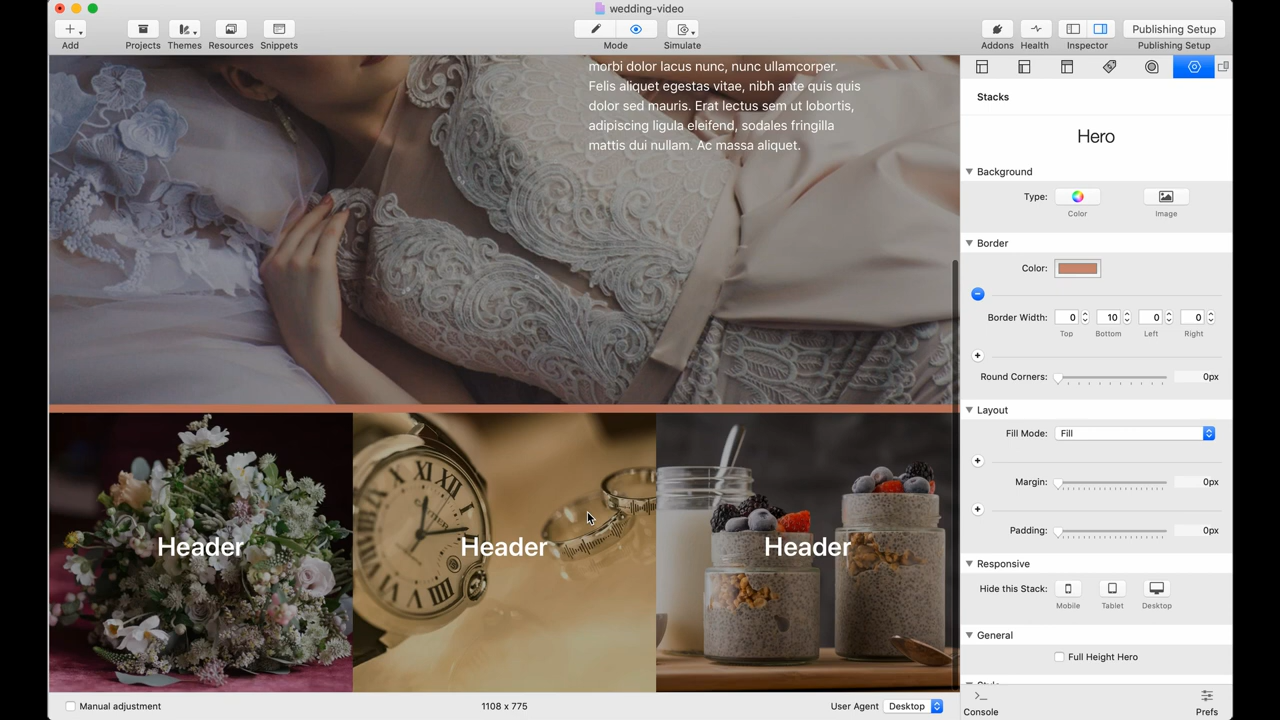 wedding-video
Add
Projects
Themes
Resources
Snippets
Mode
Simulate
Addons
Health
Inspector
Publishing Setup
Publishing Setup
morbi dolor lacus nunc, nunc ullamcorper.
Felis aliquet egestas vitae, nibh ante quis quis
dolor sed mauris. Erat lectus sem ut lobortis,
adipiscing ligula eleifend, sodales fringilla
mattis dui nullam. Ac massa aliquet.
Header
Header
Header
Stacks
Hero
Background
Type:
Color
Image
Border
Color:
Border Width: 0 10 0 0
Top Bottom Left Right
Round Corners: 0px
Layout
Fill Mode: Fill
Margin: 0px
Padding: 0px
Responsive
Hide this Stack:
Mobile Tablet Desktop
General
Full Height Hero
Console
Prefs
Manual adjustment
1108 x 775
User Agent Desktop